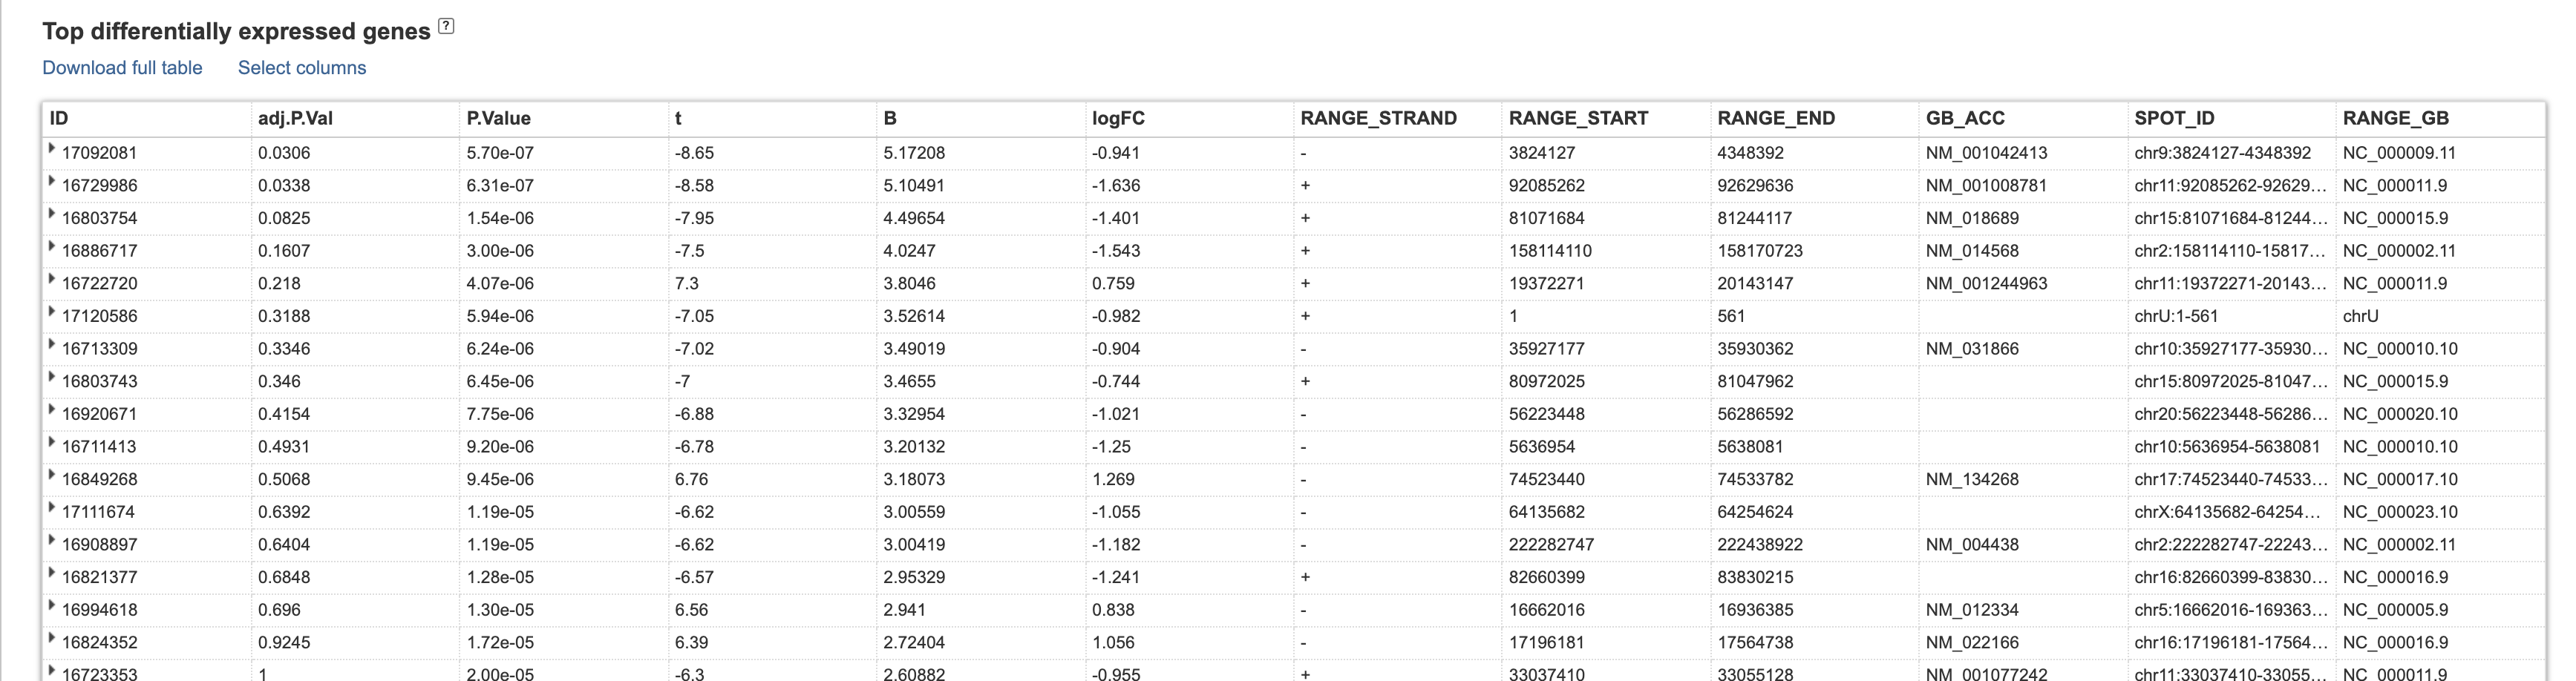 Top differentially expressed genes ?
Download full table Select columns
ID adj.P.Val P.Value t B logFC RANGE_STRAND RANGE_START RANGE_END GB_ACC SPOT_ID RANGE_GB
17092081 0.0306 5.70e-07 -8.65 5.17208 -0.941 - 3824127 4348392 NM_001042413 chr9:3824127-4348392 NC_000009.11
16729986 0.0338 6.31e-07 -8.58 5.10491 -1.636 + 92085262 92629636 NM_001008781 chr11:92085262-92629... NC_000011.9
16803754 0.0825 1.54e-06 -7.95 4.49654 -1.401 + 81071684 81244117 NM_018689 chr15:81071684-81244... NC_000015.9
16886717 0.1607 3.00e-06 -7.5 4.0247 -1.543 + 158114110 158170723 NM_014568 chr2:158114110-15817... NC_000002.11
16722720 0.218 4.07e-06 7.3 3.8046 0.759 + 19372271 20143147 NM_001244963 chr11:19372271-20143... NC_000011.9
17120586 0.3188 5.94e-06 -7.05 3.52614 -0.982 + 1 561 chrU:1-561 chrU
16713309 0.3346 6.24e-06 -7.02 3.49019 -0.904 - 35927177 35930362 NM_031866 chr10:35927177-35930... NC_000010.10
16803743 0.346 6.45e-06 -7 3.4655 -0.744 + 80972025 81047962 chr15:80972025-81047... NC_000015.9
16920671 0.4154 7.75e-06 -6.88 3.32954 -1.021 - 56223448 56286592 chr20:56223448-56286... NC_000020.10
16711413 0.4931 9.20e-06 -6.78 3.20132 -1.25 - 5636954 5638081 chr10:5636954-5638081 NC_000010.10
16849268 0.5068 9.45e-06 6.76 3.18073 1.269 - 74523440 74533782 NM_134268 chr17:74523440-74533... NC_000017.10
17111674 0.6392 1.19e-05 -6.62 3.00559 -1.055 - 64135682 64254624 chrX:64135682-64254... NC_000023.10
16908897 0.6404 1.19e-05 -6.62 3.00419 -1.182 - 222282747 222438922 NM_004438 chr2:222282747-22243... NC_000002.11
16821377 0.6848 1.28e-05 -6.57 2.95329 -1.241 + 82660399 83830215 chr16:82660399-83830... NC_000016.9
16994618 0.696 1.30e-05 6.56 2.941 0.838 - 16662016 16936385 NM_012334 chr5:16662016-169363... NC_000005.9
16824352 0.9245 1.72e-05 6.39 2.72404 1.056 - 17196181 17564738 NM_022166 chr16:17196181-17564... NC_000016.9
16723353 1 2.00e-05 -6.3 2.60882 -0.955 + 33037410 33055128 NM_001077242 chr11:33037410-33055... NC_000011.9